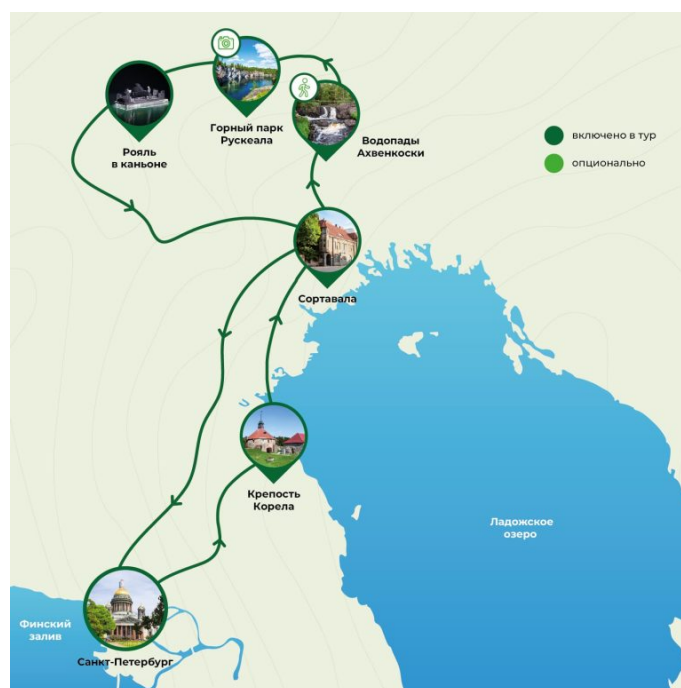 Рояль
в каньоне
Горный парк
Рускеала
Водопады
Ахвенкоски
включено в тур
опционально
Сортавала
Крепость
Корела
Ладожское
озеро
Финский
залив
Санкт-Петербург